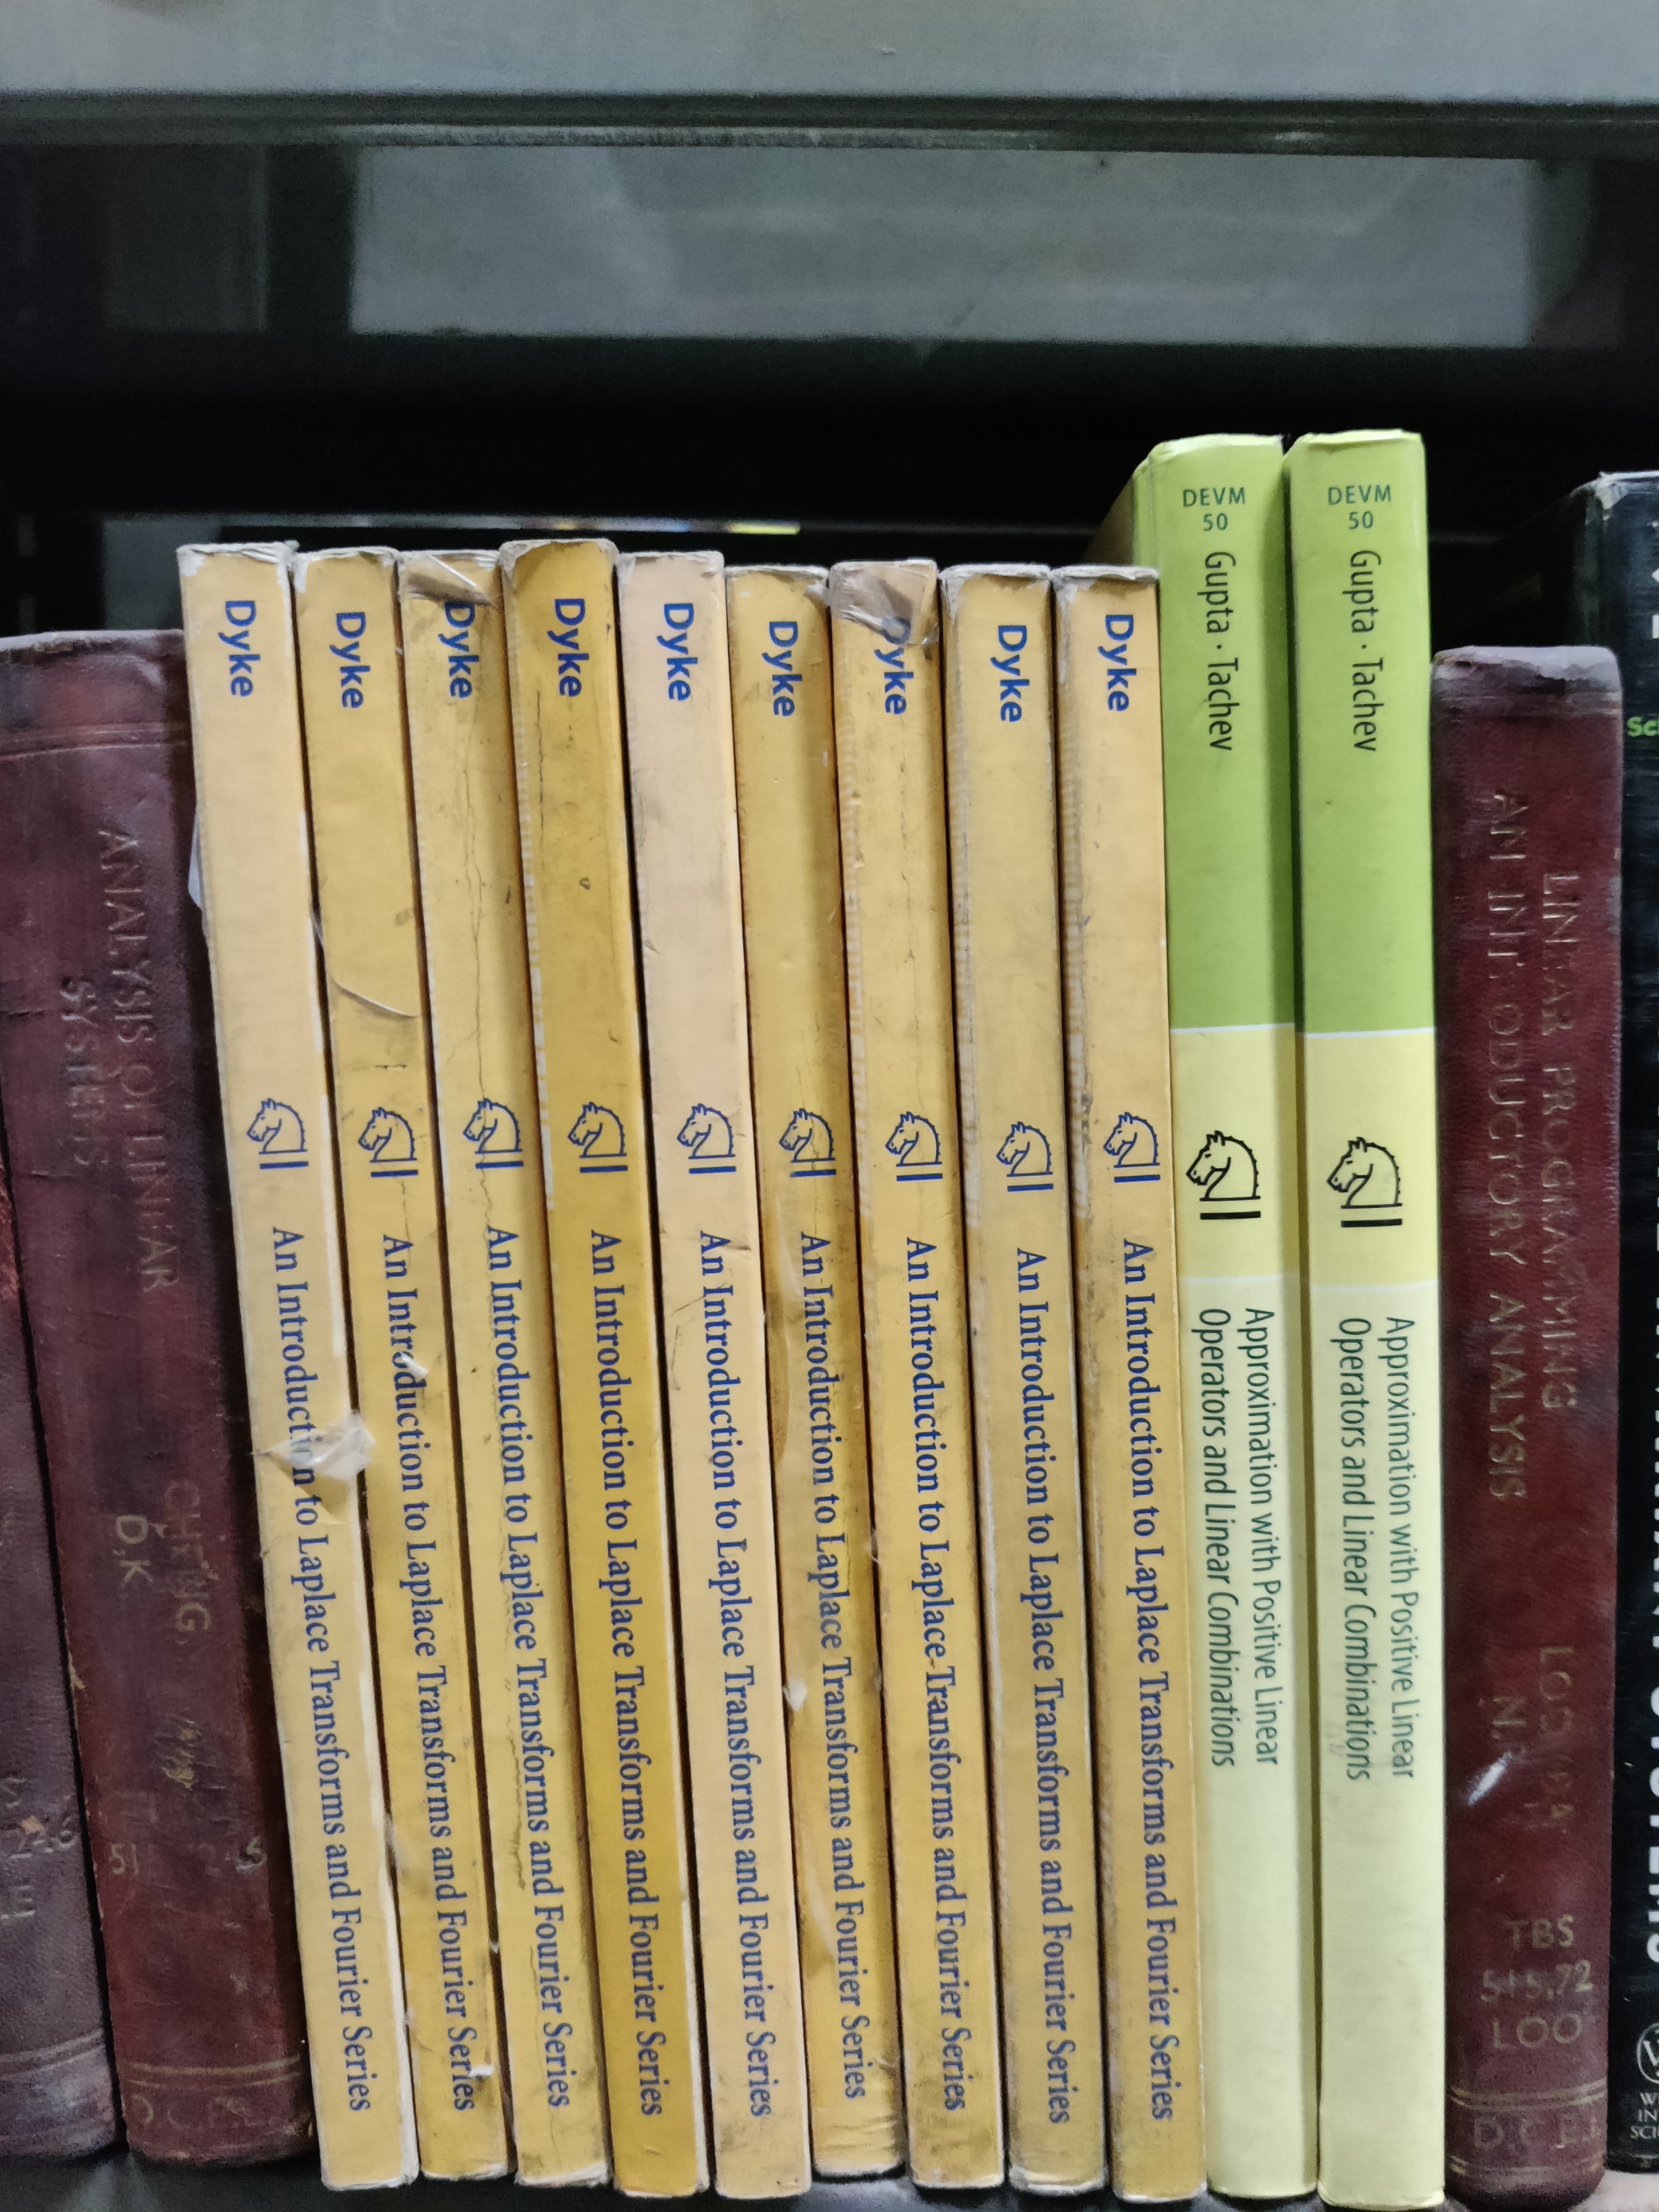 ANALYSIS OF LINEAR
SYSTEMS
CHENG,
D.K
Dyke
An Introduction to Laplace Transforms and Fourier Series
Dyke
An Introduction to Laplace Transforms and Fourier Series
Dyke
An Introduction to Laplace Transforms and Fourier Series
Dyke
An Introduction to Laplace Transforms and Fourier Series
Dyke
An Introduction to Laplace Transforms and Fourier Series
Dyke
An Introduction to Laplace Transforms and Fourier Series
Dyke
An Introduction to Laplace Transforms and Fourier Series
Dyke
An Introduction to Laplace Transforms and Fourier Series
Dyke
An Introduction to Laplace Transforms and Fourier Series
DEVM
50
Gupta · Tachev
Approximation with Positive Linear
Operators and Linear Combinations
DEVM
50
Gupta · Tachev
Approximation with Positive Linear
Operators and Linear Combinations
LINEAR PROGRAMMING
AN INTRODUCTORY ANALYSIS
TBS
LOO